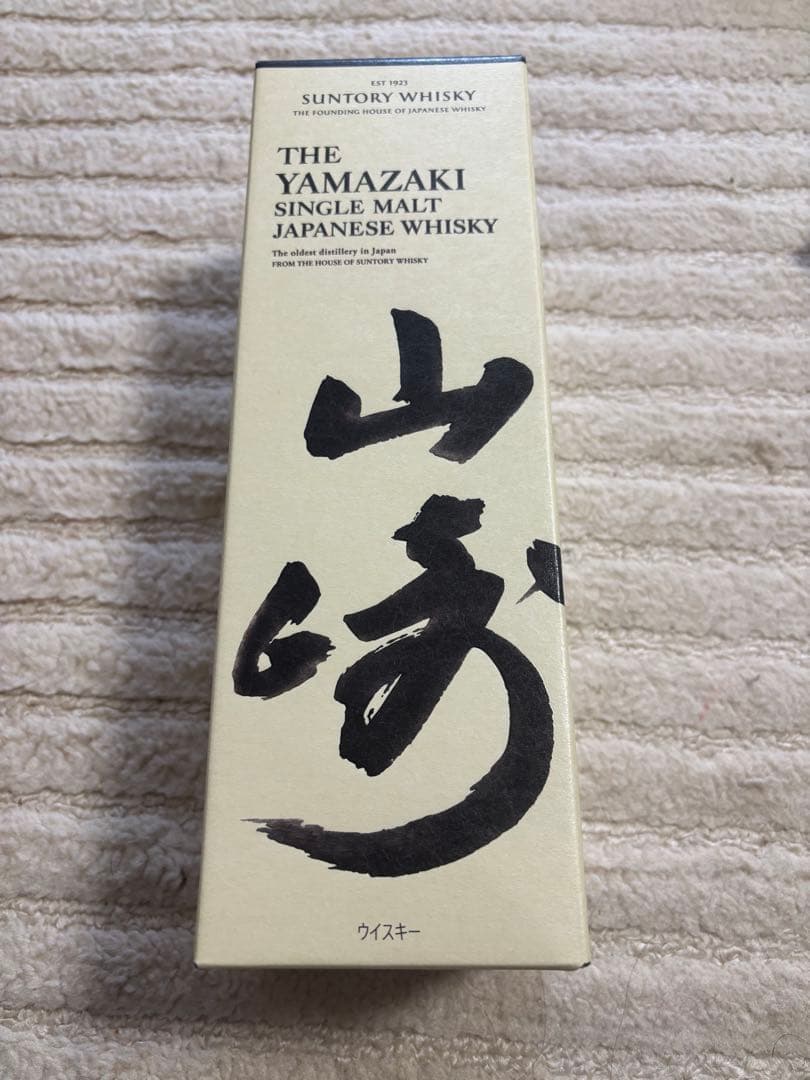 EST 1923
SUNTORY WHISKY
THE FOUNDING HOUSE OF JAPANESE WHISKY
THE
YAMAZAKI
SINGLE MALT
JAPANESE WHISKY
The oldest distillery in Japan
FROM THE HOUSE OF SUNTORY WHISKY
山
崎
ウイスキー